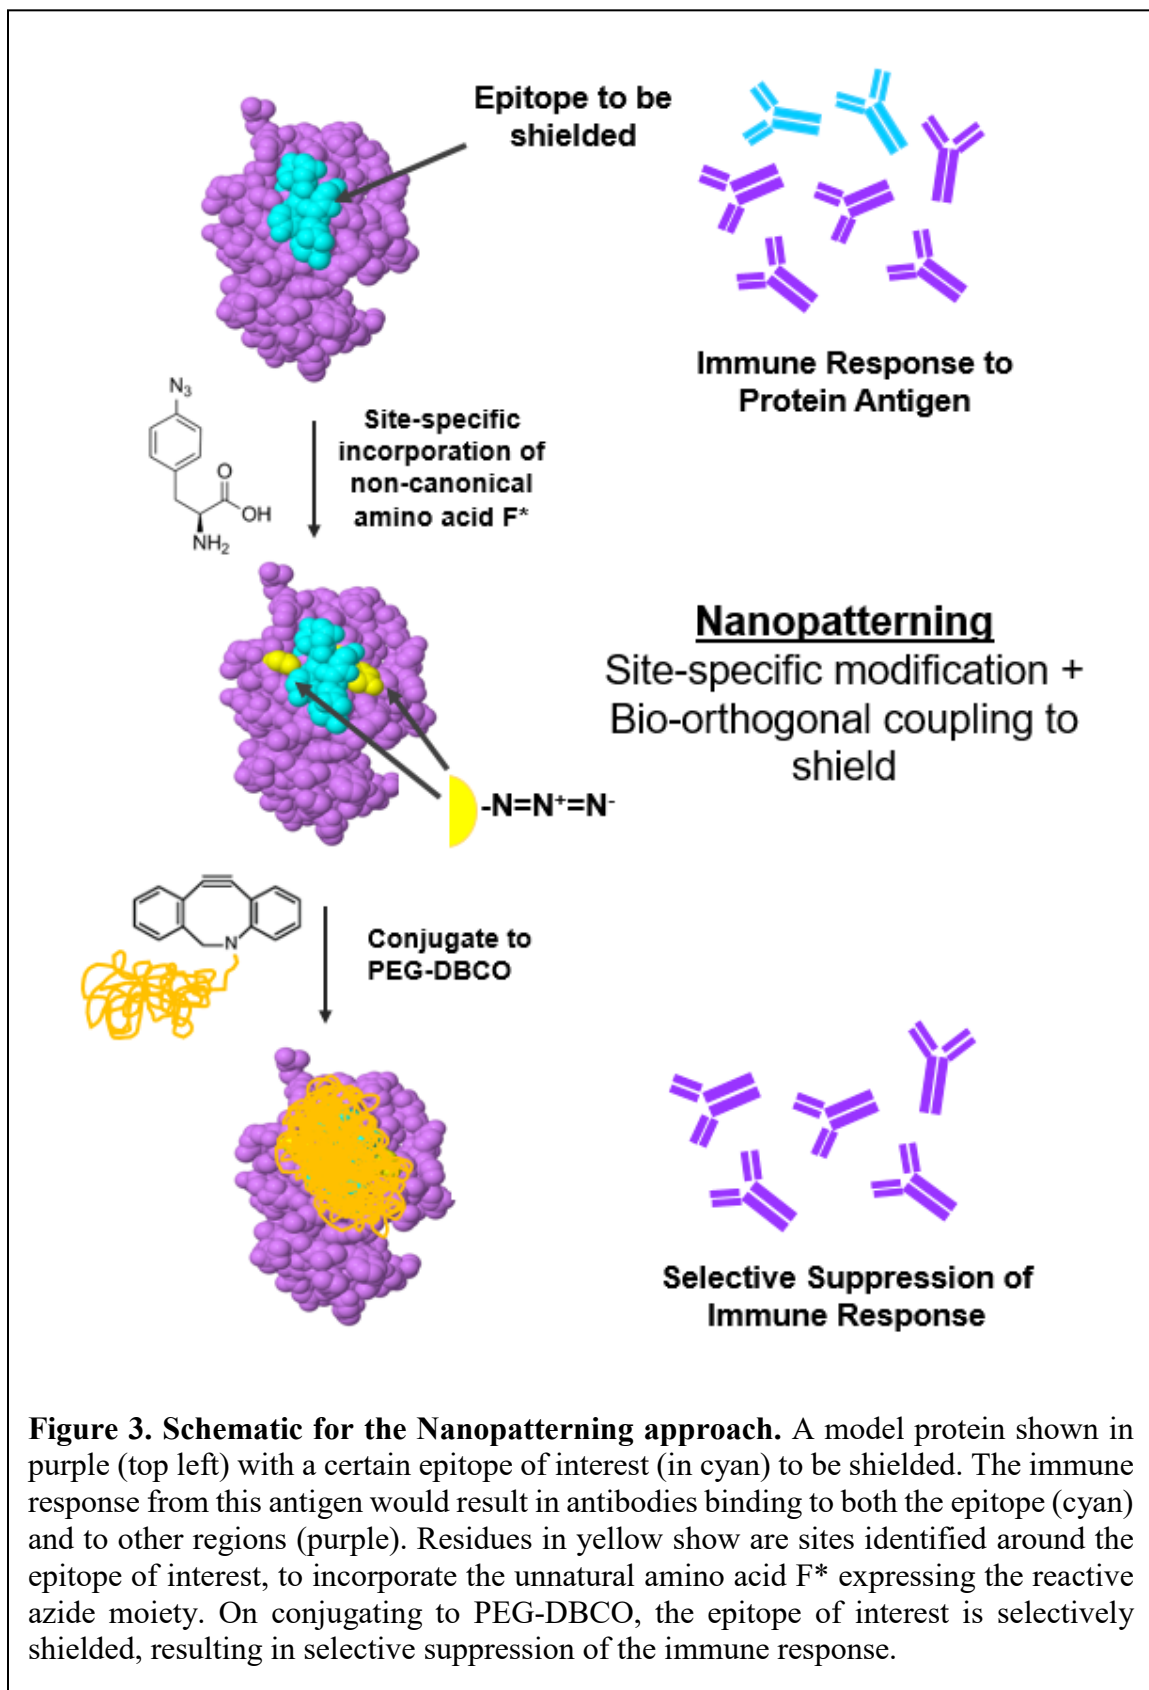 Epitope to be
shielded
Immune Response to
Protein Antigen
N₃
O
OH
NH₂
Site-specific
incorporation of
non-canonical
amino acid F*
Nanopatterning
Site-specific modification +
Bio-orthogonal coupling to
shield
-N=N⁺=N⁻
N
Conjugate to
PEG-DBCO
Selective Suppression of
Immune Response
Figure 3. Schematic for the Nanopatterning approach. A model protein shown in
purple (top left) with a certain epitope of interest (in cyan) to be shielded. The immune
response from this antigen would result in antibodies binding to both the epitope (cyan)
and to other regions (purple). Residues in yellow show are sites identified around the
epitope of interest, to incorporate the unnatural amino acid F* expressing the reactive
azide moiety. On conjugating to PEG-DBCO, the epitope of interest is selectively
shielded, resulting in selective suppression of the immune response.